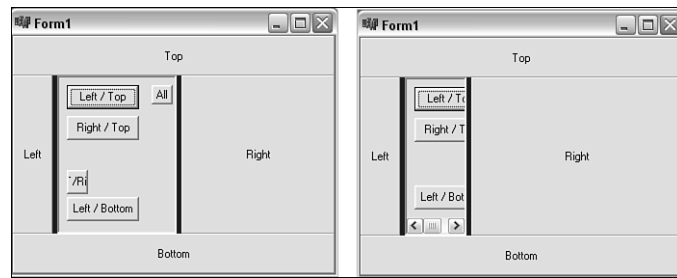 Form1
Top
Left / Top
All
Right / Top
Left
Right
/Ri
Left / Bottom
Bottom
Form1
Top
Left / To
Right / T
Left
Right
Left / Bot
Bottom